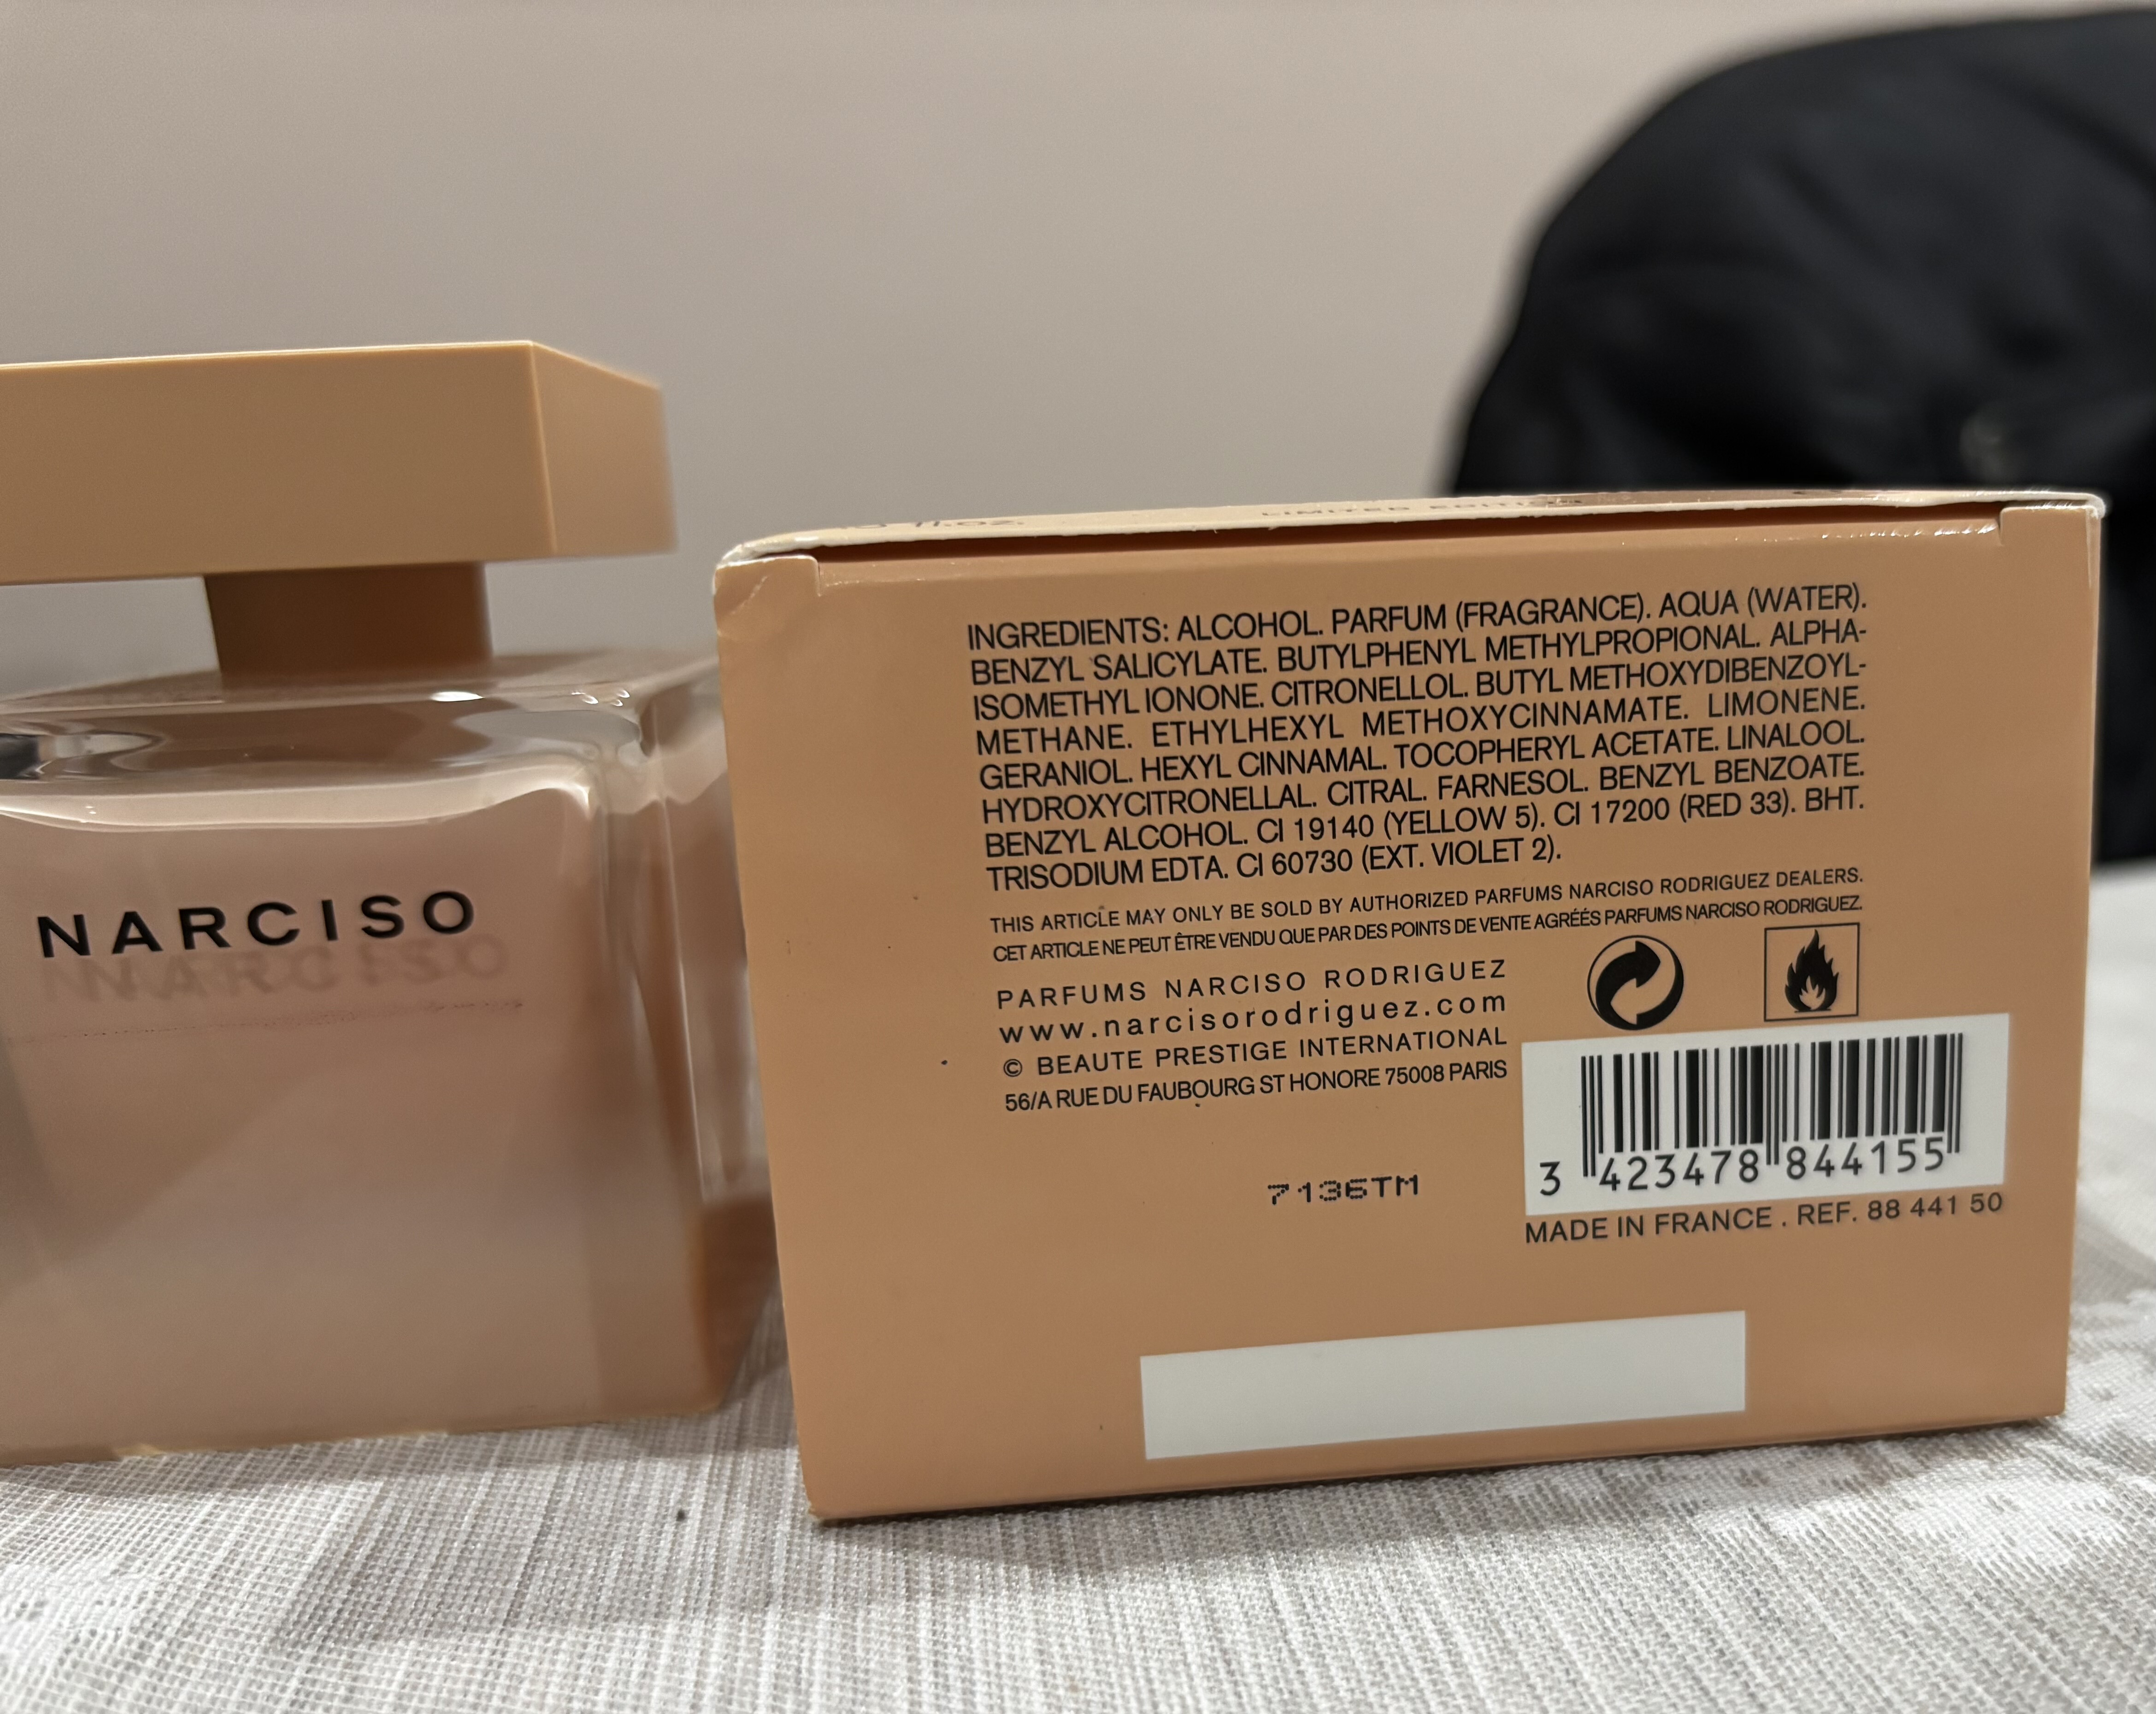 NARCISO
fl.oz.
LIMITED EDITION
INGREDIENTS: ALCOHOL. PARFUM (FRAGRANCE). AQUA (WATER).
BENZYL SALICYLATE. BUTYLPHENYL METHYLPROPIONAL. ALPHA-
ISOMETHYL IONONE. CITRONELLOL. BUTYL METHOXYDIBENZOYL-
METHANE. ETHYLHEXYL METHOXYCINNAMATE. LIMONENE.
GERANIOL. HEXYL CINNAMAL. TOCOPHERYL ACETATE. LINALOOL.
HYDROXYCITRONELLAL. CITRAL. FARNESOL. BENZYL BENZOATE.
BENZYL ALCOHOL. CI 19140 (YELLOW 5). CI 17200 (RED 33). BHT.
TRISODIUM EDTA. CI 60730 (EXT. VIOLET 2).
THIS ARTICLE MAY ONLY BE SOLD BY AUTHORIZED PARFUMS NARCISO RODRIGUEZ DEALERS.
CET ARTICLE NE PEUT ÊTRE VENDU QUE PAR DES POINTS DE VENTE AGRÉÉS PARFUMS NARCISO RODRIGUEZ.
PARFUMS NARCISO RODRIGUEZ
www.narcisorodriguez.com
© BEAUTE PRESTIGE INTERNATIONAL
56/A RUE DU FAUBOURG ST HONORE 75008 PARIS
7136TM
3 423478 844155
MADE IN FRANCE . REF. 88 441 50